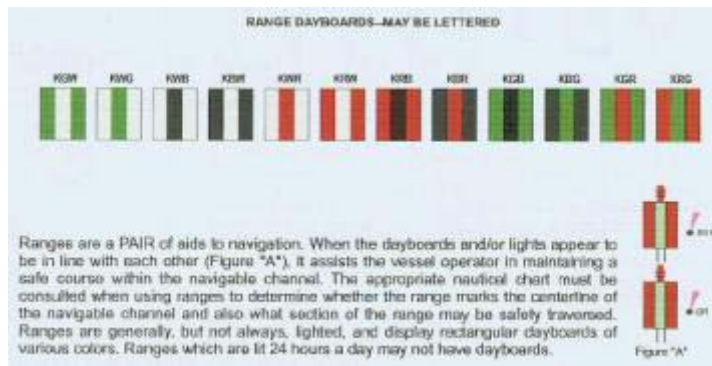 RANGE DAYBOARDS–MAY BE LETTERED
KGW KWG KWB KBW KWR KRW KRB KBR KGB KBG KGR KRG
Ranges are a PAIR of aids to navigation. When the dayboards and/or lights appear to
be in line with each other (Figure "A"), it assists the vessel operator in maintaining a
safe course within the navigable channel. The appropriate nautical chart must be
consulted when using ranges to determine whether the range marks the centerline of
the navigable channel and also what section of the range may be safely traversed.
Ranges are generally, but not always, lighted, and display rectangular dayboards of
various colors. Ranges which are lit 24 hours a day may not have dayboards.
Figure "A"